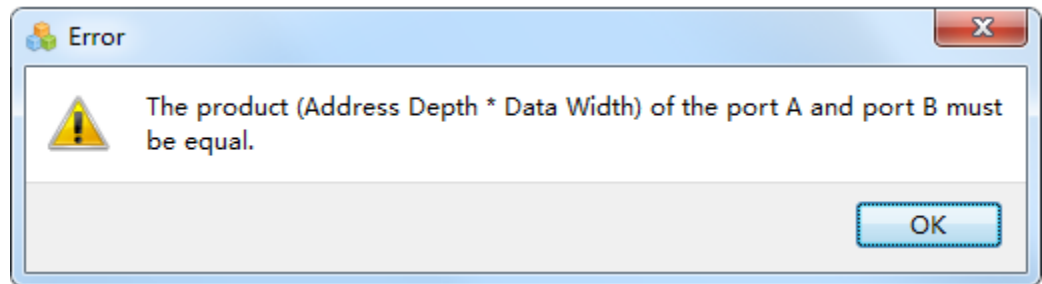 Error
The product (Address Depth * Data Width) of the port A and port B must
be equal.
OK